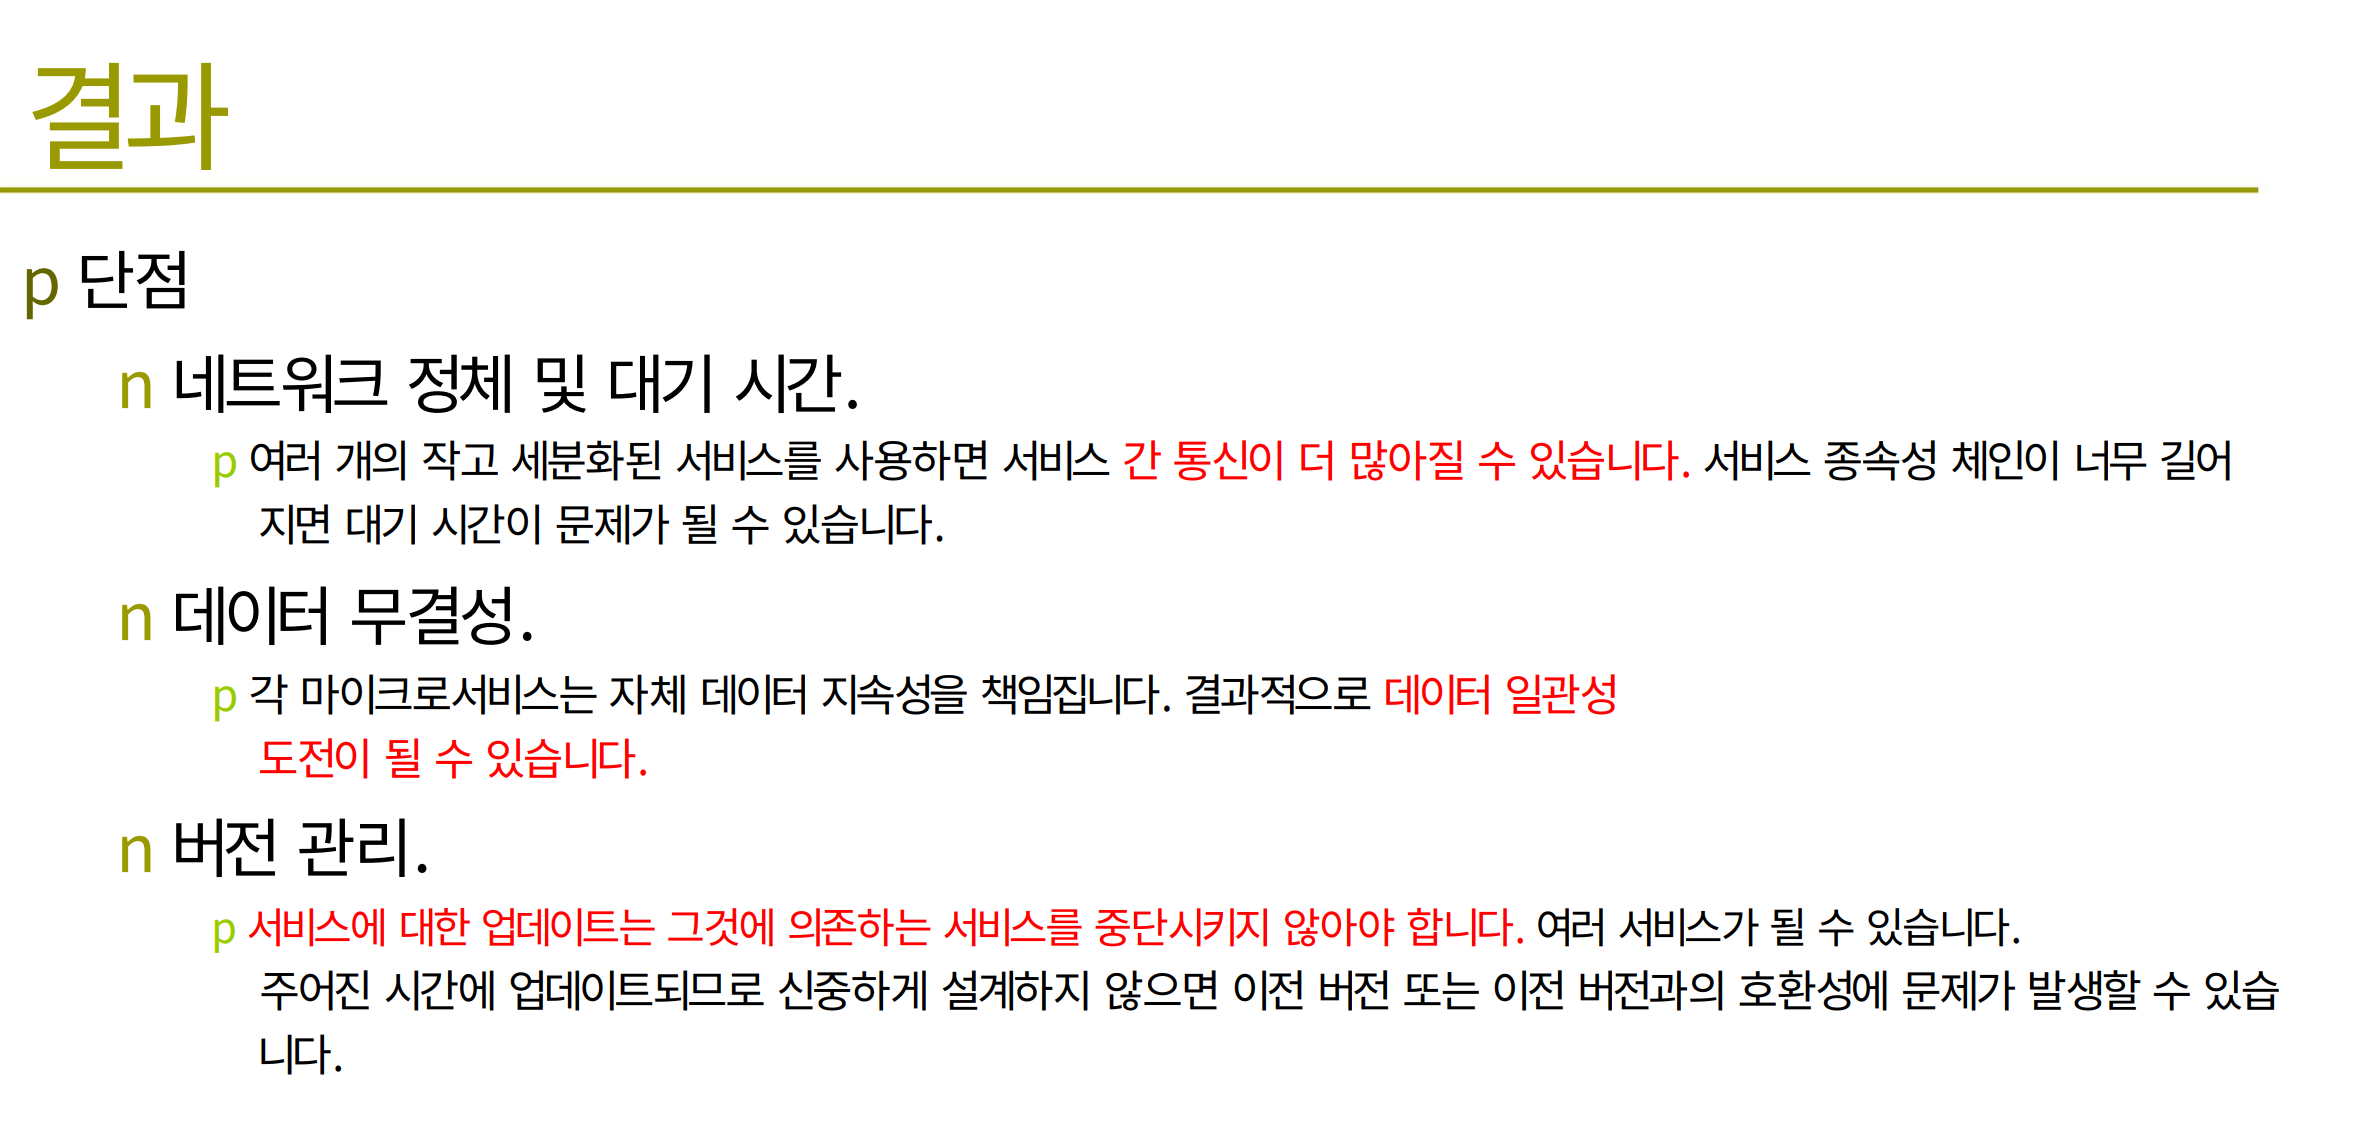 결과
p 단점
n 네트워크 정체 및 대기 시간.
p 여러 개의 작고 세분화된 서비스를 사용하면 서비스 간 통신이 더 많아질 수 있습니다. 서비스 종속성 체인이 너무 길어
지면 대기 시간이 문제가 될 수 있습니다.
n 데이터 무결성.
p 각 마이크로서비스는 자체 데이터 지속성을 책임집니다. 결과적으로 데이터 일관성
도전이 될 수 있습니다.
n 버전 관리.
p 서비스에 대한 업데이트는 그것에 의존하는 서비스를 중단시키지 않아야 합니다. 여러 서비스가 될 수 있습니다.
주어진 시간에 업데이트되므로 신중하게 설계하지 않으면 이전 버전 또는 이전 버전과의 호환성에 문제가 발생할 수 있습
니다.